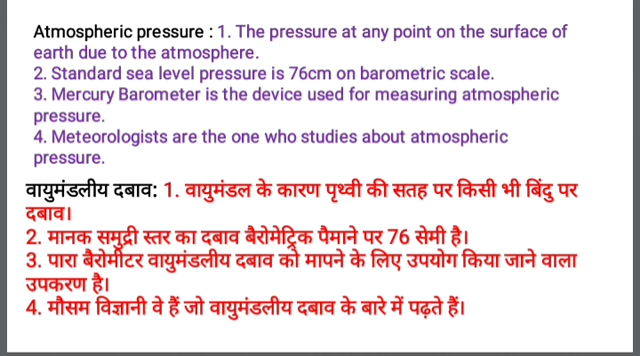 Atmospheric pressure : 1. The pressure at any point on the surface of
earth due to the atmosphere.
2. Standard sea level pressure is 76cm on barometric scale.
3. Mercury Barometer is the device used for measuring atmospheric
pressure.
4. Meteorologists are the one who studies about atmospheric
pressure.
वायुमंडलीय दबाव: 1. वायुमंडल के कारण पृथ्वी की सतह पर किसी भी बिंदु पर
दबाव।
2. मानक समुद्री स्तर का दबाव बैरोमेट्रिक पैमाने पर 76 सेमी है।
3. पारा बैरोमीटर वायुमंडलीय दबाव को मापने के लिए उपयोग किया जाने वाला
उपकरण है।
4. मौसम विज्ञानी वे हैं जो वायुमंडलीय दबाव के बारे में पढ़ते हैं।